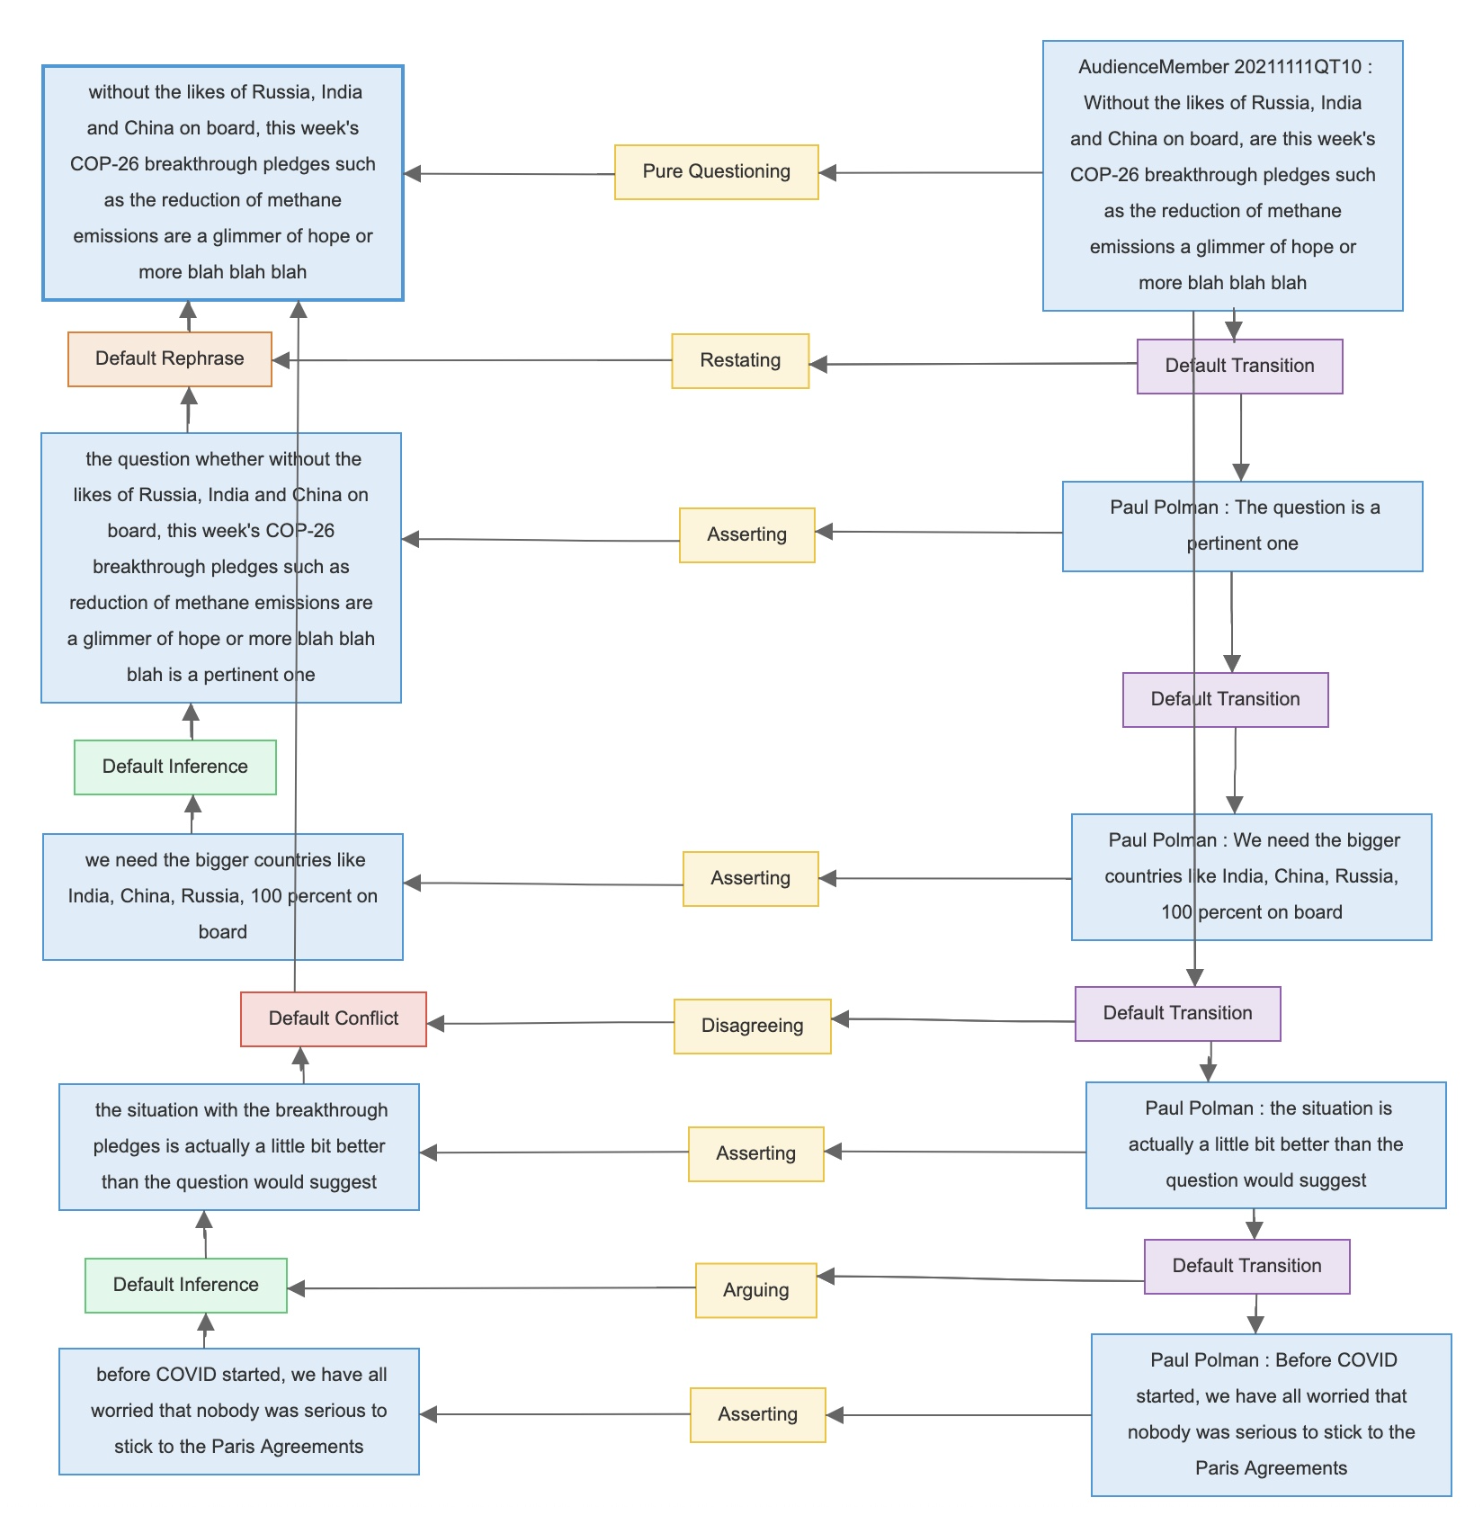 without the likes of Russia, India
and China on board, this week's
COP-26 breakthrough pledges such
as the reduction of methane
emissions are a glimmer of hope or
more blah blah blah
Pure Questioning
AudienceMember 20211111QT10 :
Without the likes of Russia, India
and China on board, are this week's
COP-26 breakthrough pledges such
as the reduction of methane
emissions a glimmer of hope or
more blah blah blah
Default Rephrase
Restating
Default Transition
the question whether without the
likes of Russia, India and China on
board, this week's COP-26
breakthrough pledges such as
reduction of methane emissions are
a glimmer of hope or more blah blah
blah is a pertinent one
Asserting
Paul Polman : The question is a
pertinent one
Default Transition
Default Inference
we need the bigger countries like
India, China, Russia, 100 percent on
board
Asserting
Paul Polman : We need the bigger
countries like India, China, Russia,
100 percent on board
Default Conflict
Disagreeing
Default Transition
the situation with the breakthrough
pledges is actually a little bit better
than the question would suggest
Asserting
Paul Polman : the situation is
actually a little bit better than the
question would suggest
Default Inference
Arguing
Default Transition
before COVID started, we have all
worried that nobody was serious to
stick to the Paris Agreements
Asserting
Paul Polman : Before COVID
started, we have all worried that
nobody was serious to stick to the
Paris Agreements